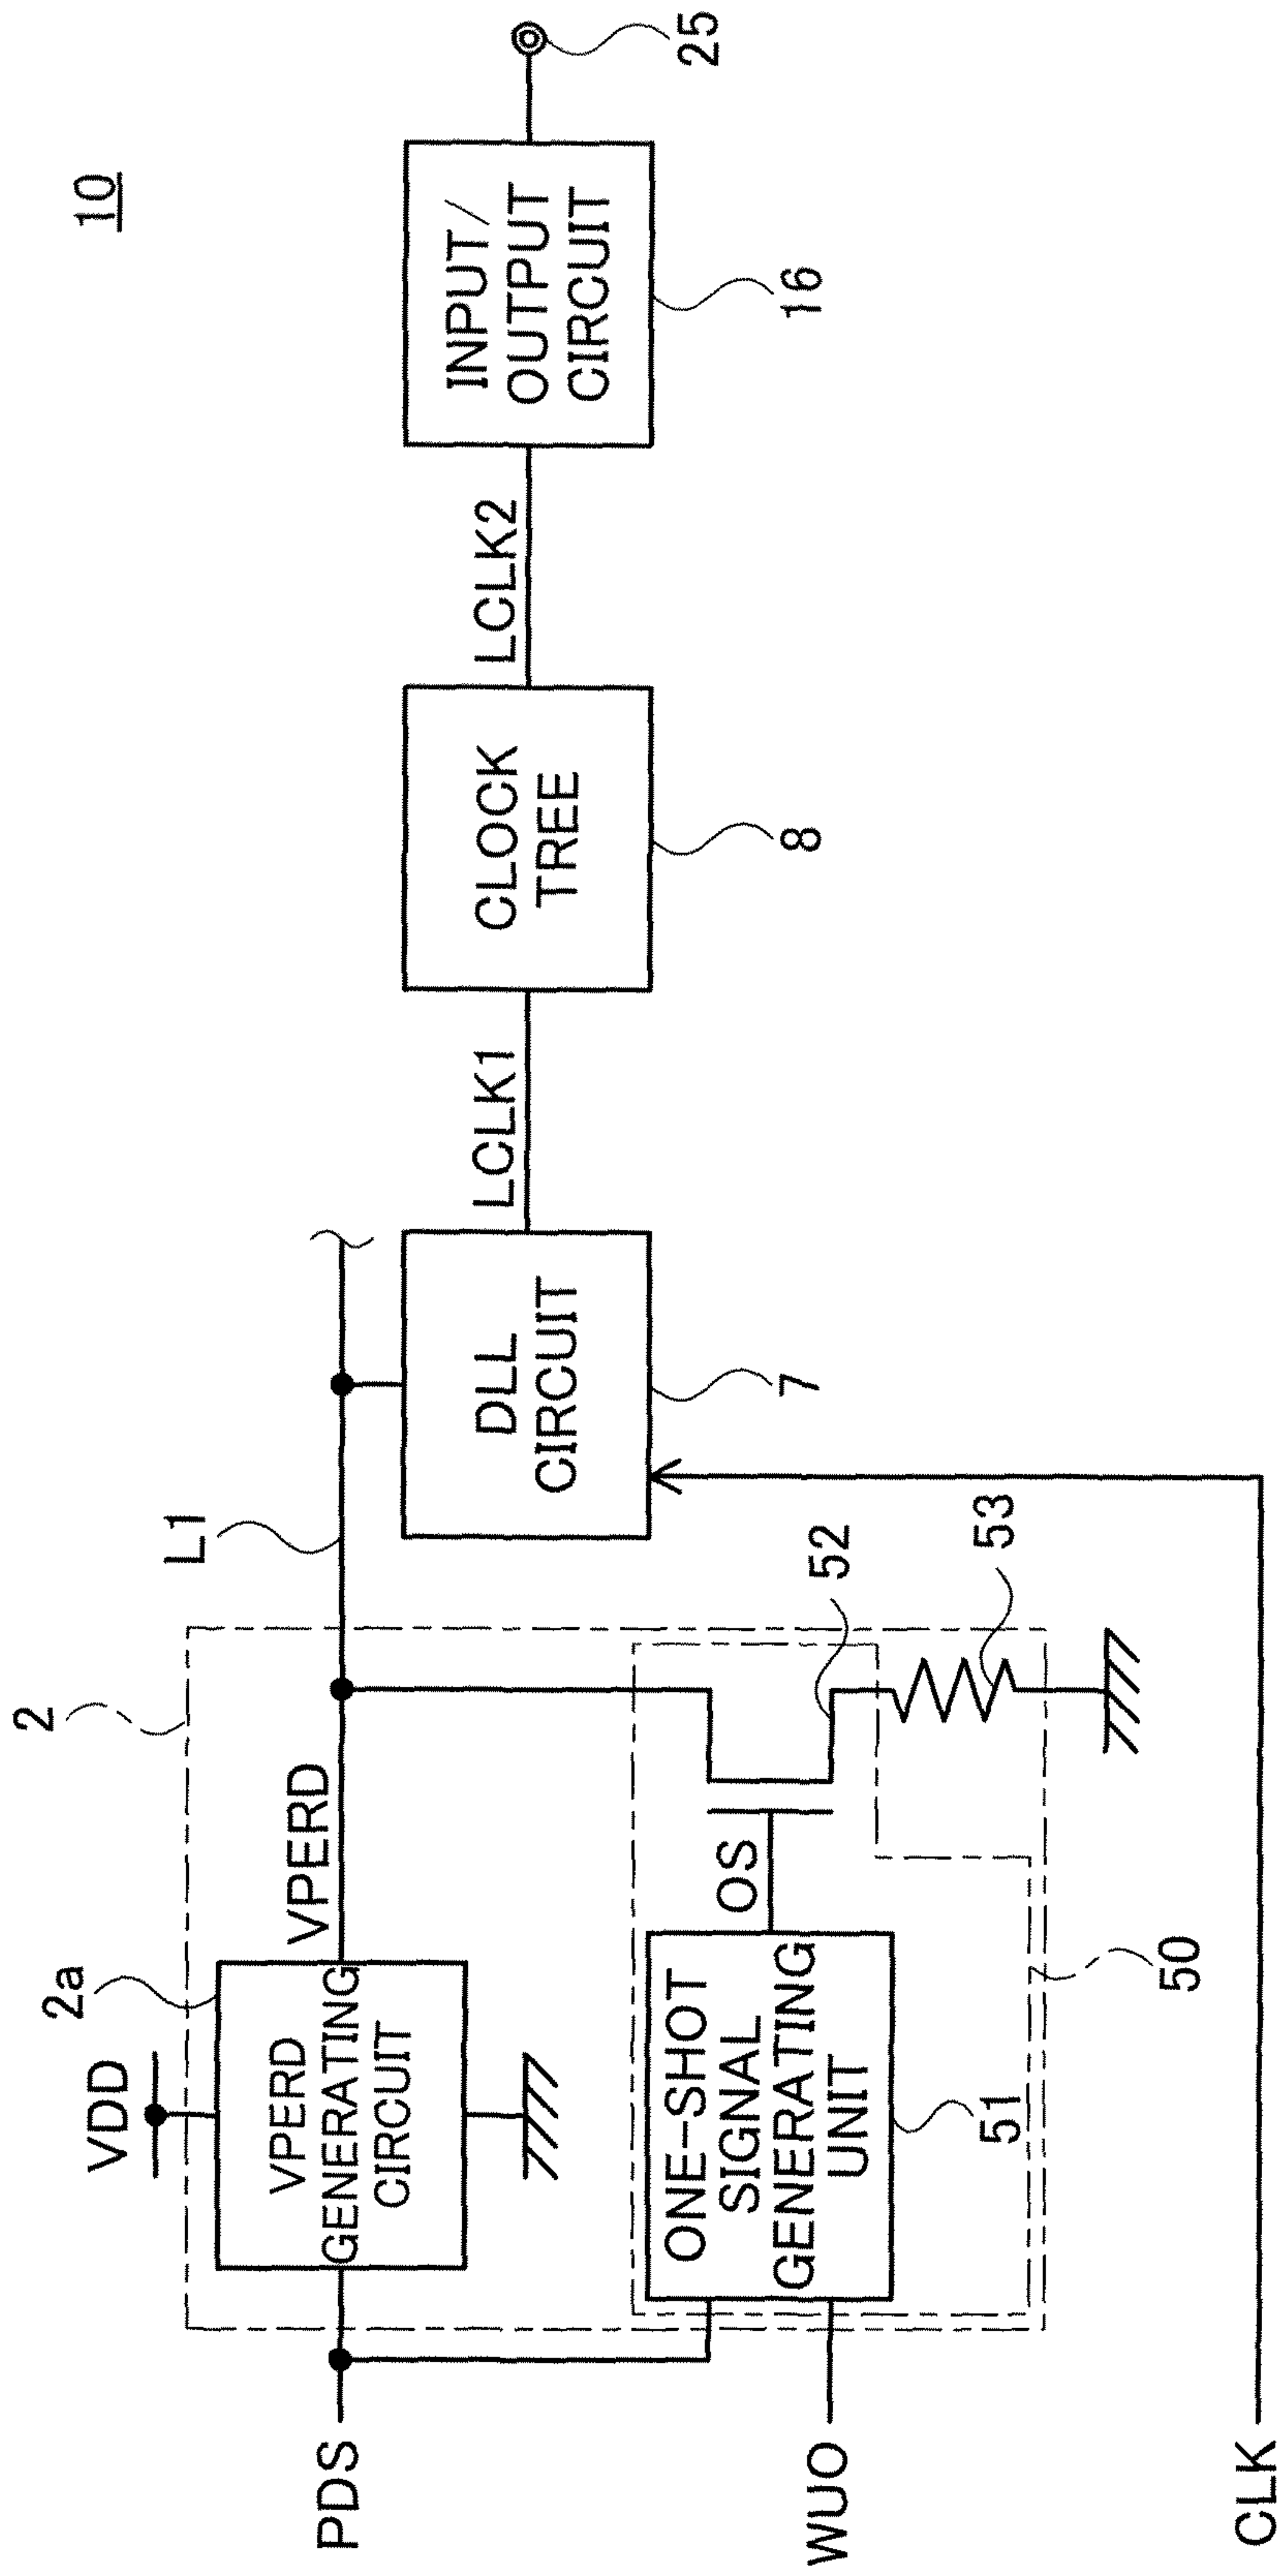 10
2
VDD
2a
VPERD
GENERATING
CIRCUIT
VPERD
L1
PDS
ONE-SHOT
SIGNAL
GENERATING
UNIT
51
OS
52
53
50
WUO
CLK
DLL
CIRCUIT
7
LCLK1
CLOCK
TREE
8
LCLK2
INPUT/
OUTPUT
CIRCUIT
16
25